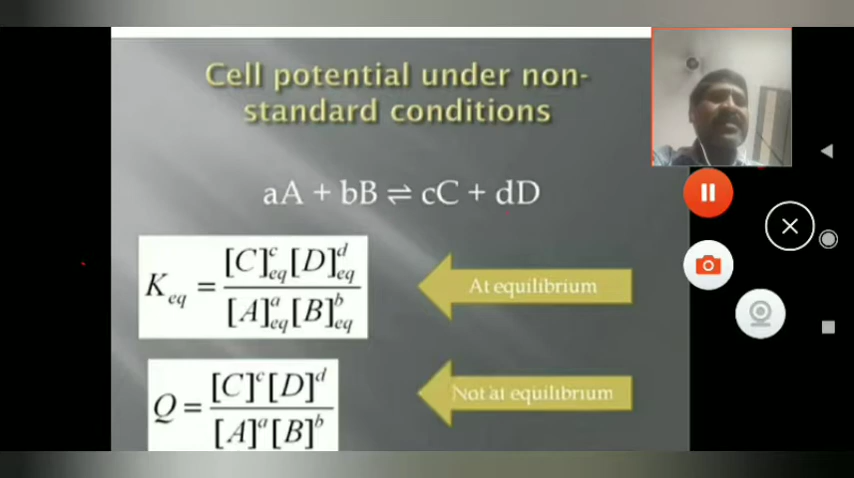 Cell potential under non-
standard conditions
aA + bB ⇌ cC + dD
K_eq = [C]^c_eq [D]^d_eq / [A]^a_eq [B]^b_eq
At equilibrium
Q = [C]^c [D]^d / [A]^a [B]^b
Not at equilibrium